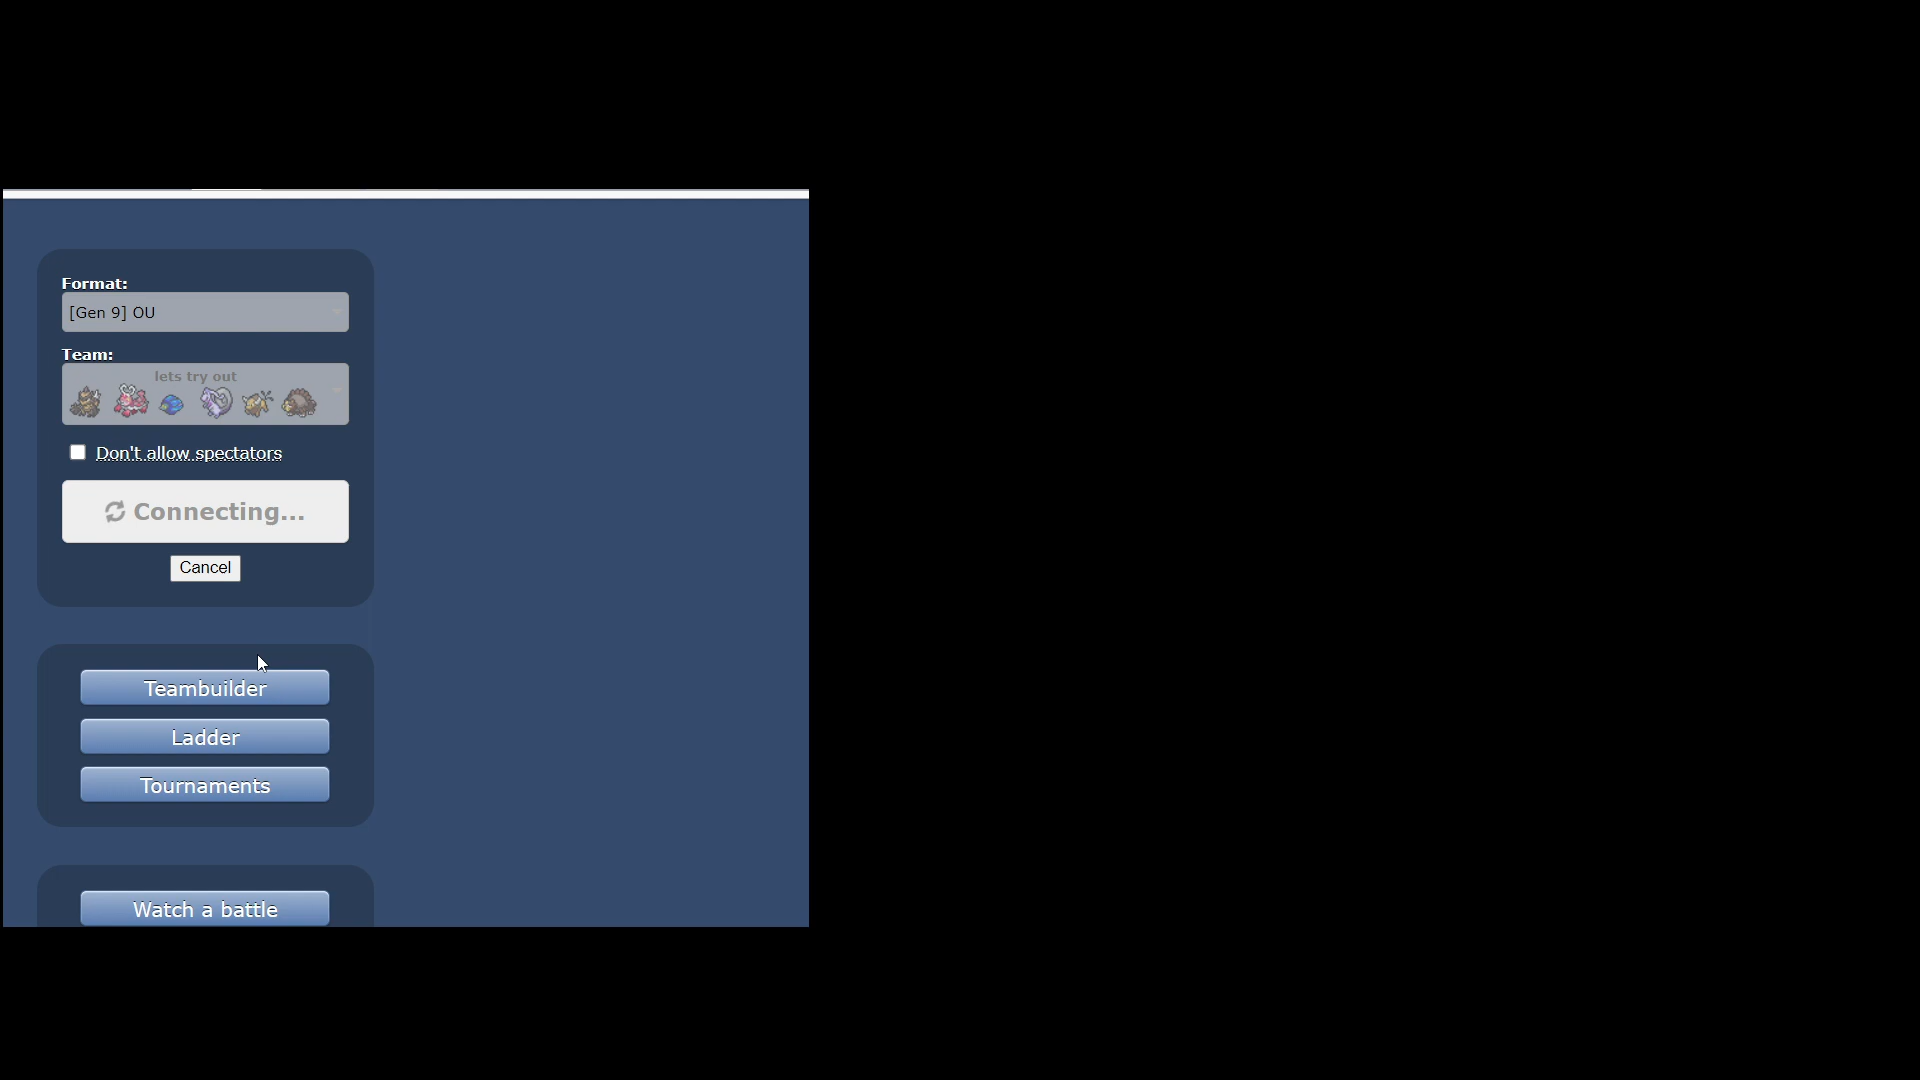 Format:
[Gen 9] OU
Team:
lets try out
Don't allow spectators
Connecting...
Cancel
Teambuilder
Ladder
Tournaments
Watch a battle